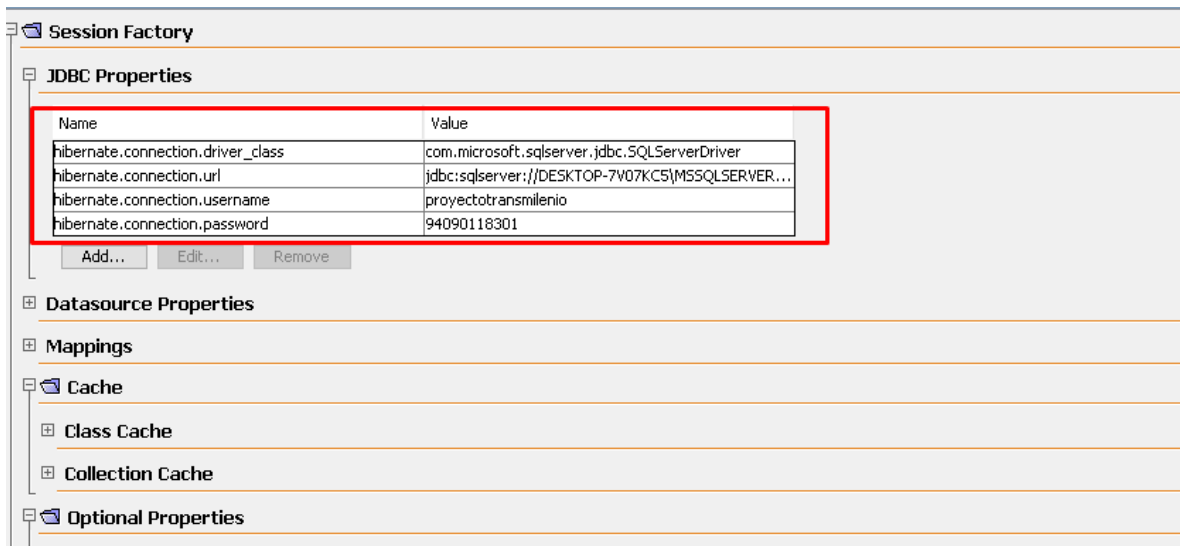 Session Factory
JDBC Properties
Name Value
hibernate.connection.driver_class com.microsoft.sqlserver.jdbc.SQLServerDriver
hibernate.connection.url jdbc:sqlserver://DESKTOP-7V07KC5\MSSQLSERVER...
hibernate.connection.username proyectotransmilenio
hibernate.connection.password 94090118301
Add... Edit... Remove
Datasource Properties
Mappings
Cache
Class Cache
Collection Cache
Optional Properties